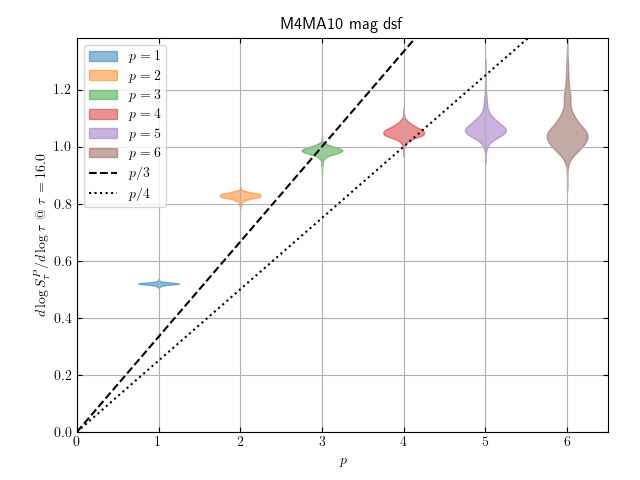 M4MA10 mag dsf
d log S_τ^P / d log τ @ τ = 16.0
1.2
1.0
0.8
0.6
0.4
0.2
0.0
p = 1
p = 2
p = 3
p = 4
p = 5
p = 6
p/3
p/4
0 1 2 3 4 5 6
p